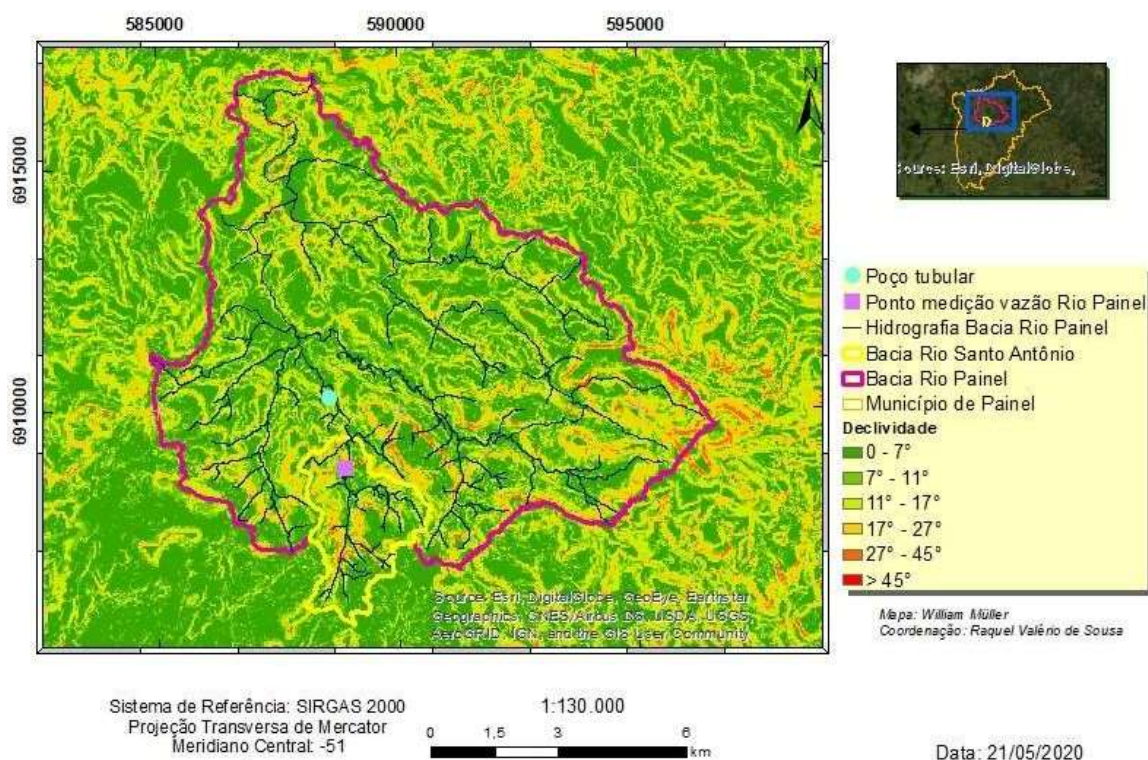 585000 590000 595000
6915000
6910000
N
Source: Esri, DigitalGlobe, GeoEye, Earthstar
Geographics, CNES/Airbus DS, USDA, USGS
AeroGRID, IGN, and the GIS User Community
Source: Esri, DigitalGlobe,
Poço tubular
Ponto medição vazão Rio Painel
Hidrografia Bacia Rio Painel
Bacia Rio Santo Antônio
Bacia Rio Painel
Município de Painel
Declividade
0 - 7°
7° - 11°
11° - 17°
17° - 27°
27° - 45°
> 45°
Mapa: William Müller
Coordenação: Raquel Valério de Sousa
Sistema de Referência: SIRGAS 2000
Projeção Transversa de Mercator
Meridiano Central: -51
1:130.000
0 1,5 3 6
km
Data: 21/05/2020